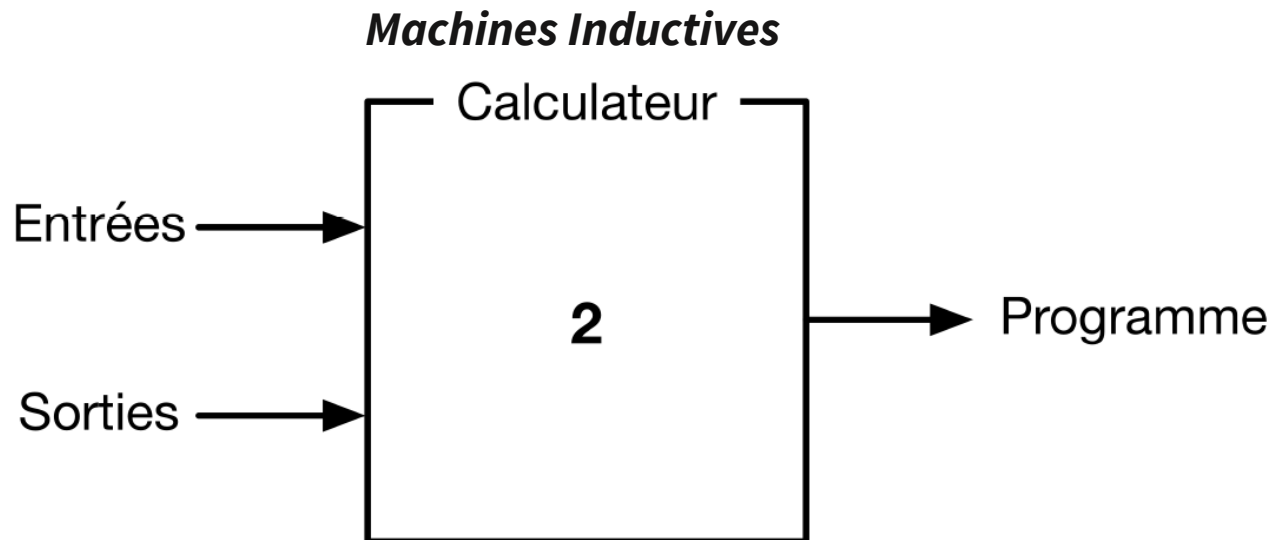 Machines Inductives
Calculateur
Entrées
2
Programme
Sorties